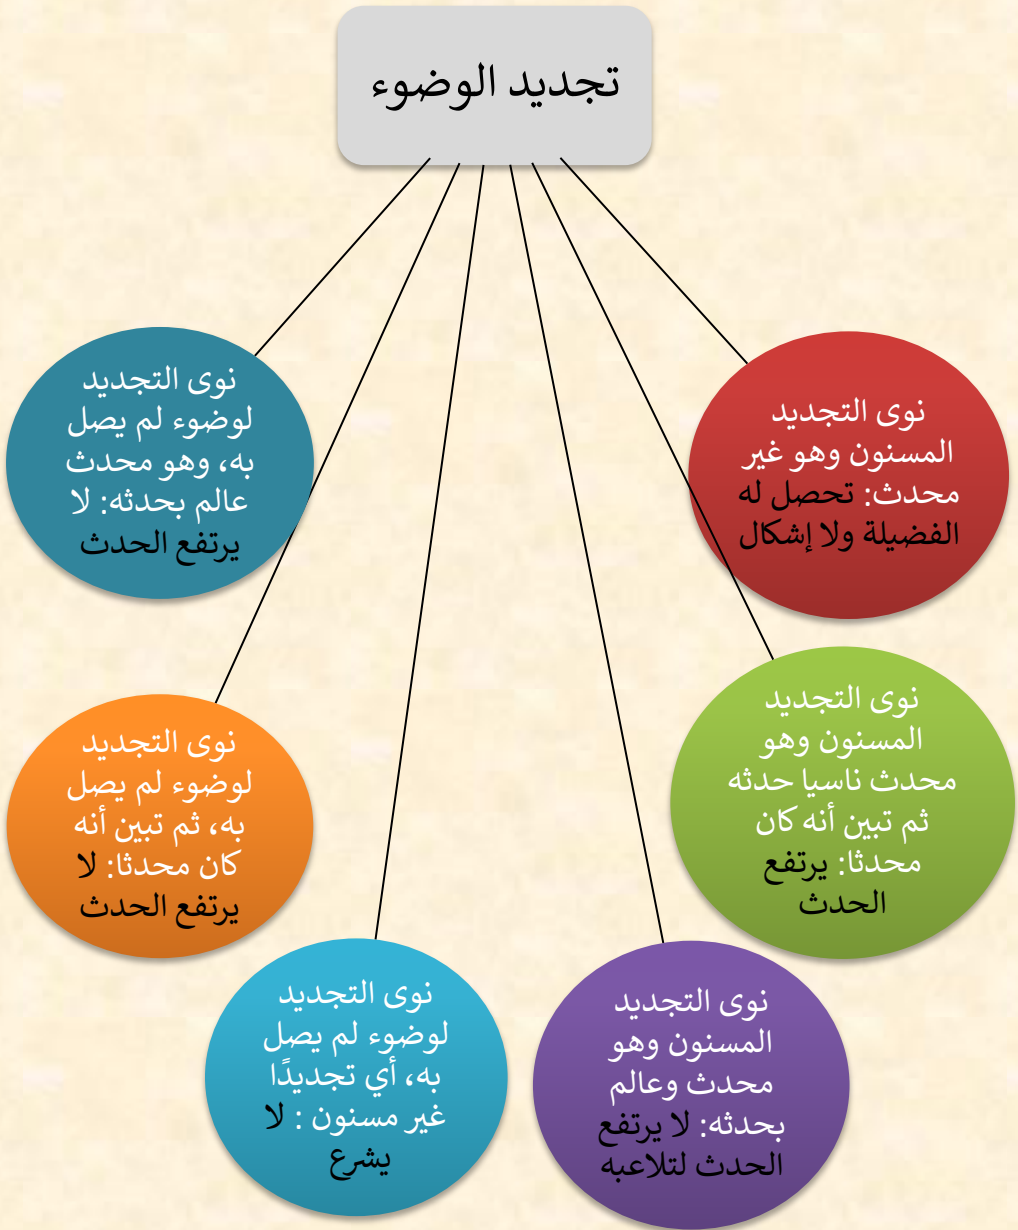 تجديد الوضوء
نوى التجديد
المسنون وهو غير
محدث: تحصل له
الفضيلة ولا إشكال
نوى التجديد
المسنون وهو
محدث ناسيا حدثه
ثم تبين أنه كان
محدثا: يرتفع
الحدث
نوى التجديد
المسنون وهو
محدث وعالم
بحدثه: لا يرتفع
الحدث لتلاعبه
نوى التجديد
لوضوء لم يصل
به، أي تجديدًا
غير مسنون : لا
يشرع
نوى التجديد
لوضوء لم يصل
به، ثم تبين أنه
كان محدثا: لا
يرتفع الحدث
نوى التجديد
لوضوء لم يصل
به، وهو محدث
عالم بحدثه: لا
يرتفع الحدث